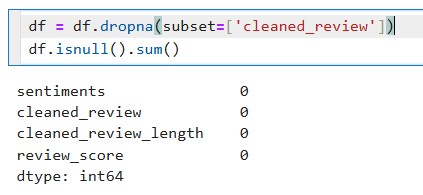 df = df.dropna(subset=['cleaned_review'])
df.isnull().sum()
sentiments 0
cleaned_review 0
cleaned_review_length 0
review_score 0
dtype: int64